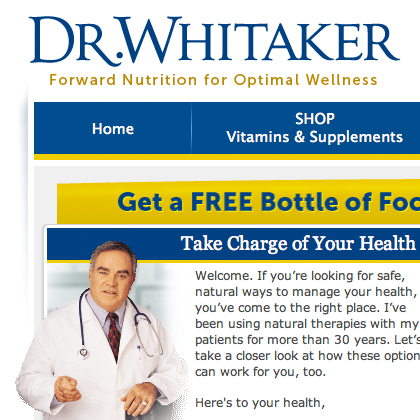 DR. WHITAKER
Forward Nutrition for Optimal Wellness
Home
SHOP
Vitamins & Supplements
Get a FREE Bottle of Foc
Take Charge of Your Health
Welcome. If you're looking for safe,
natural ways to manage your health,
you've come to the right place. I've
been using natural therapies with my
patients for more than 30 years. Let's
take a closer look at how these option
can work for you, too.
Here's to your health,